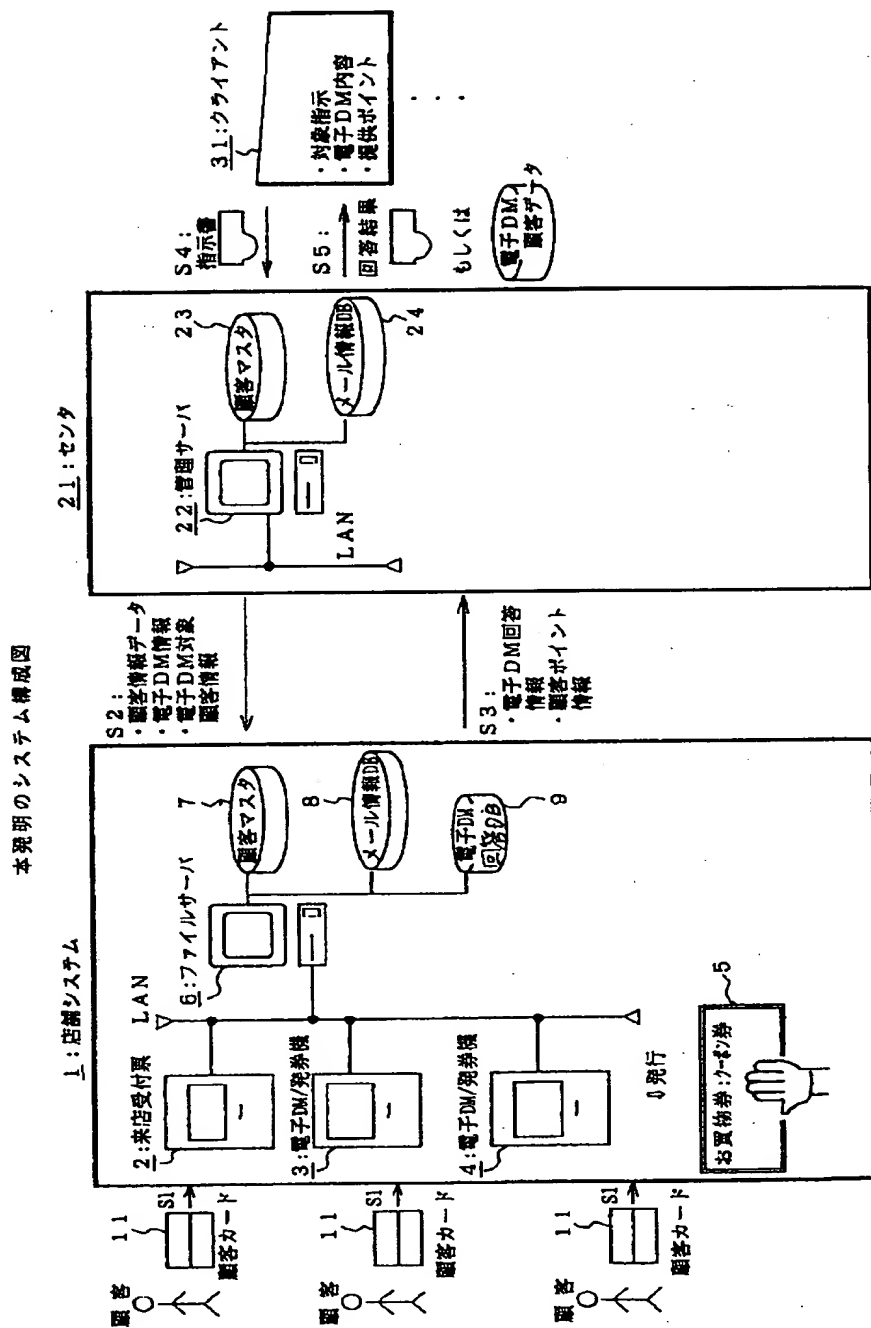 本発明のシステム構成図
1:店舗システム
21:センタ
顧客
11
顧客カード
S1
顧客
11
顧客カード
S1
顧客
11
顧客カード
S1
2:来店受付票
3:電子DM/発券機
4:電子DM/発券機
LAN
⇩発行
お買物券:クーポン券
5
6:ファイルサーバ
顧客マスタ
7
メール情報DB
8
電子DM
回答DB
9
S2:
・顧客情報データ
・電子DM情報
・電子DM対象
顧客情報
S3:
・電子DM回答
情報
・顧客ポイント
情報
22:管理サーバ
LAN
顧客マスタ
23
メール情報DB
24
S4:
指示書
S5:
回答結果
もしくは
電子DM
顧客データ
31:クライアント
・対象指示
・電子DM内容
・提供ポイント
・・・